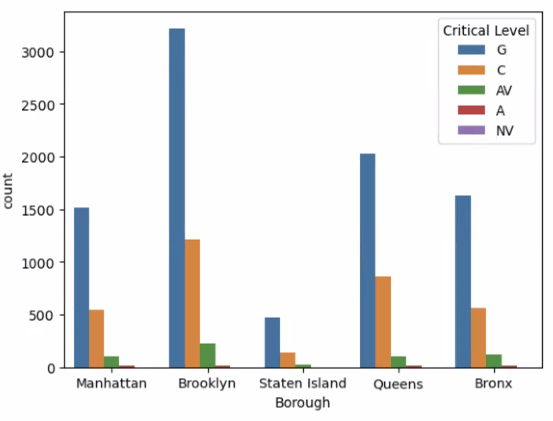 Critical Level
G
C
AV
A
NV
3000
2500
2000
1500
1000
500
0
count
Manhattan Brooklyn Staten Island Queens Bronx
Borough